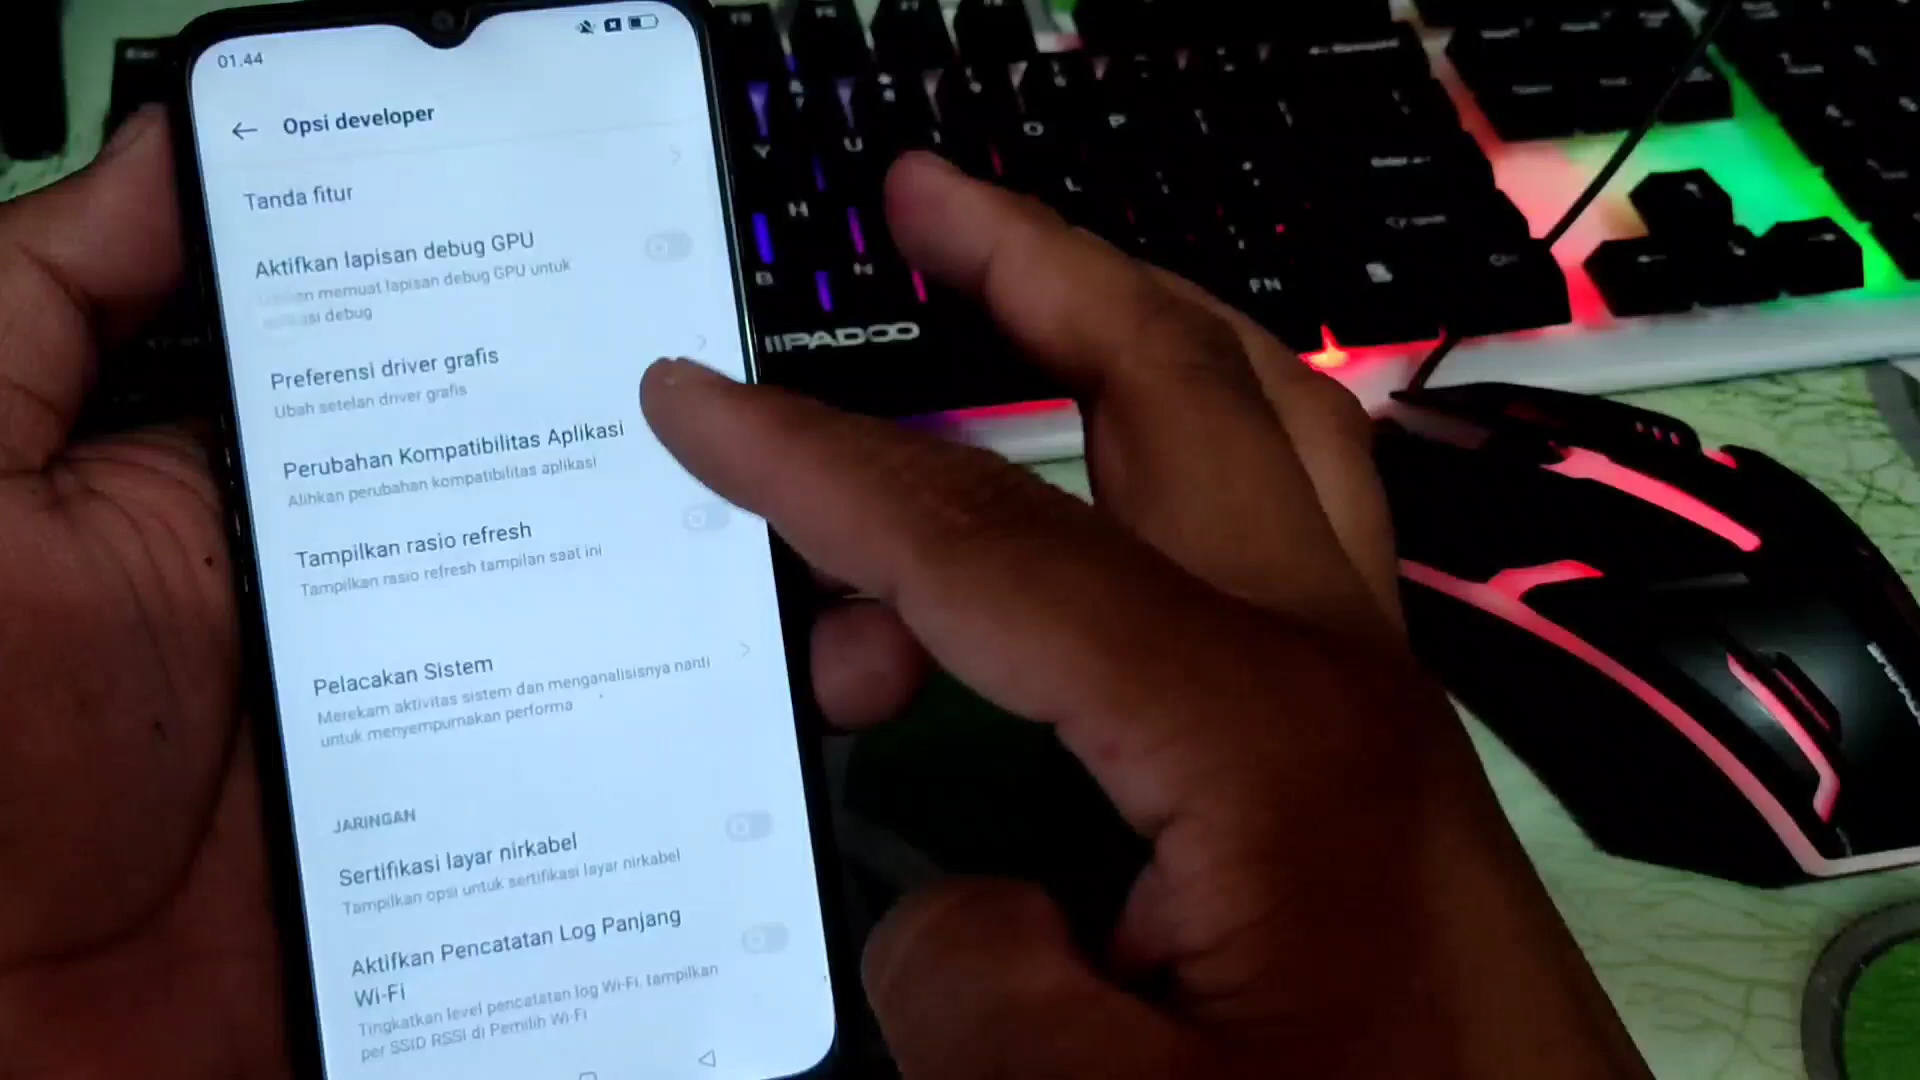 01.44
Opsi developer
Tanda fitur
Aktifkan lapisan debug GPU
memuat lapisan debug GPU untuk
aplikasi debug
Preferensi driver grafis
Ubah setelan driver grafis
Perubahan Kompatibilitas Aplikasi
Alihkan perubahan kompatibilitas aplikasi
Tampilkan rasio refresh
Tampilkan rasio refresh tampilan saat ini
Pelacakan Sistem
Merekam aktivitas sistem dan menganalisisnya nanti
untuk menyempurnakan performa
JARINGAN
Sertifikasi layar nirkabel
Tampilkan opsi untuk sertifikasi layar nirkabel
Aktifkan Pencatatan Log Panjang
Wi-Fi
Tingkatkan level pencatatan log Wi-Fi, tampilkan
per SSID RSSI di Pemilih Wi-Fi
Y
U
I
O
P
H
L
B
N
FN
PADOO